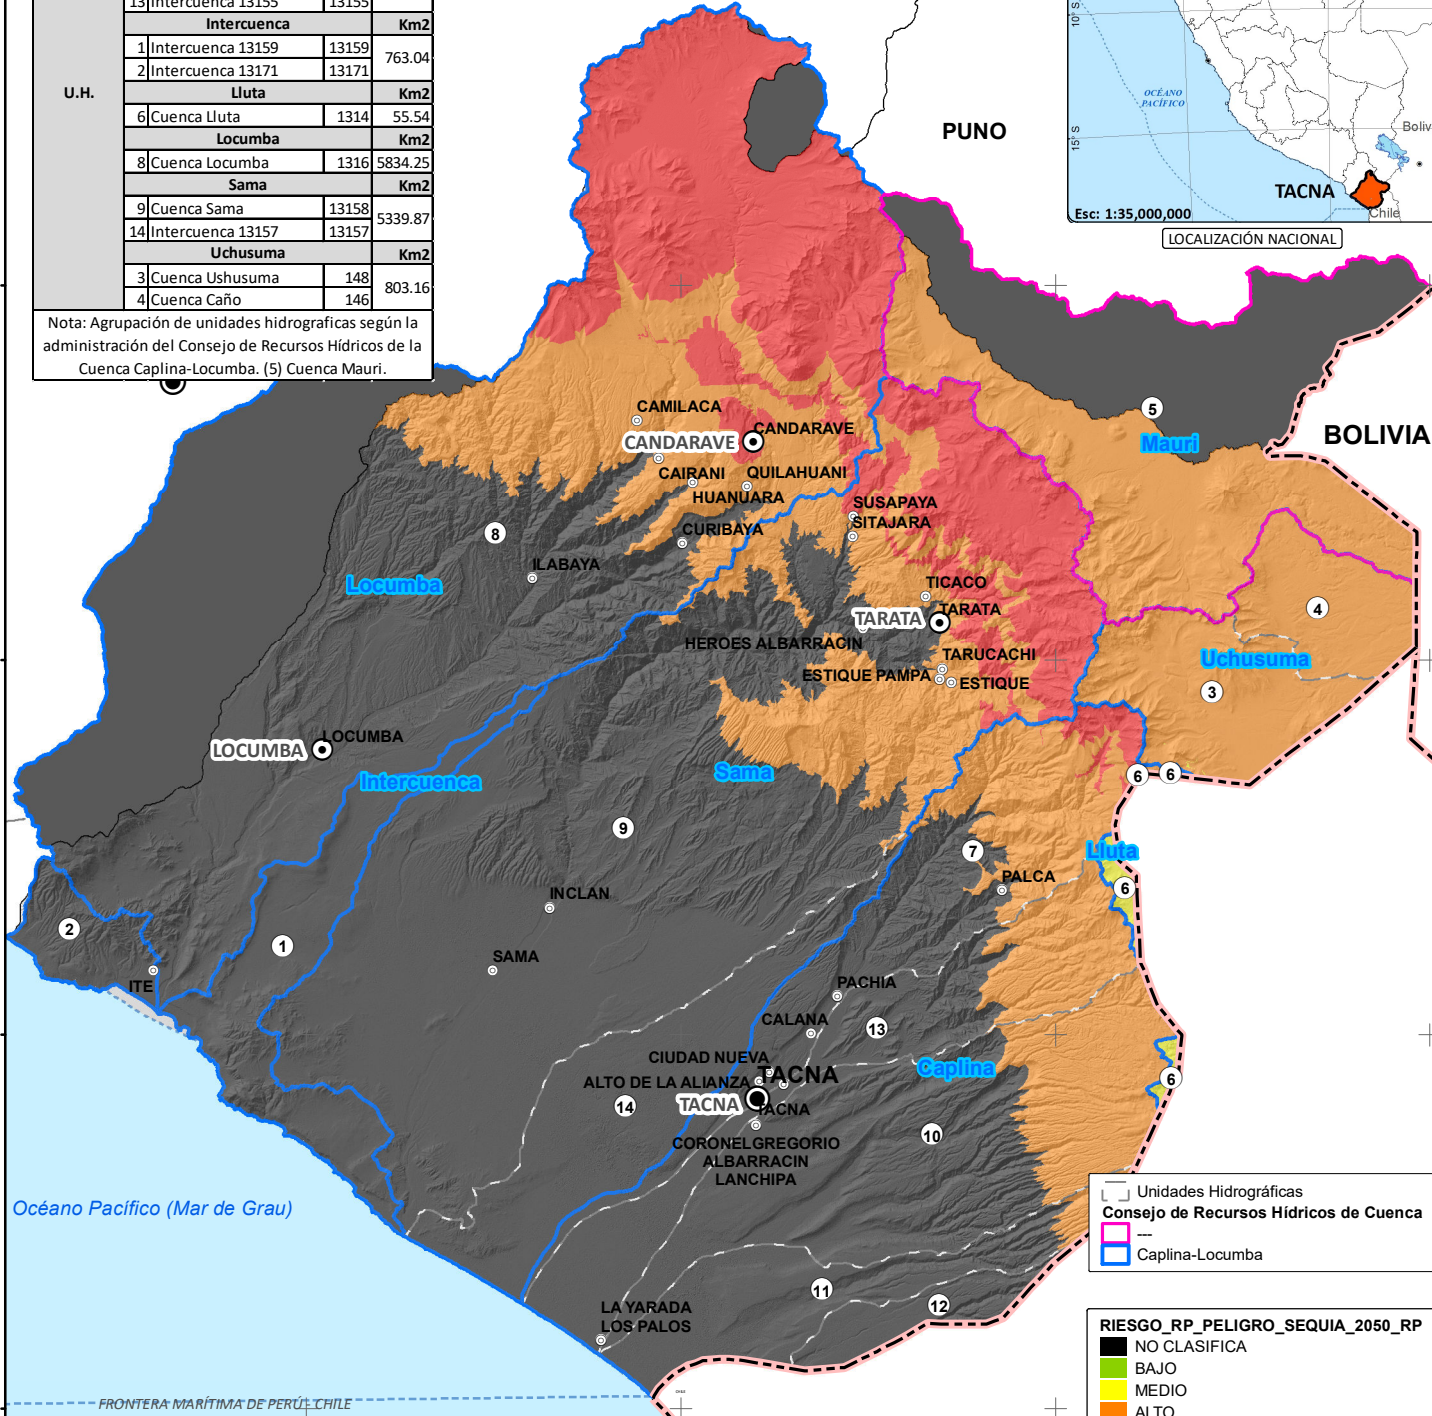 13 Intercuenca 13155 13155
Intercuenca Km2
1 Intercuenca 13159 13159 763.04
2 Intercuenca 13171 13171
U.H.
Lluta Km2
6 Cuenca Lluta 1314 55.54
Locumba Km2
8 Cuenca Locumba 1316 5834.25
Sama Km2
9 Cuenca Sama 13158 5339.87
14 Intercuenca 13157 13157
Uchusuma Km2
3 Cuenca Ushusuma 148 803.16
4 Cuenca Caño 146
Nota: Agrupación de unidades hidrograficas según la
administración del Consejo de Recursos Hídricos de la
Cuenca Caplina-Locumba. (5) Cuenca Mauri.
10° S
15° S
OCÉANO
PACÍFICO
Boliv
TACNA
Chile
Esc: 1:35,000,000
LOCALIZACIÓN NACIONAL
PUNO
BOLIVIA
5
Mauri
CAMILACA
CANDARAVE
CANDARAVE
CAIRANI
QUILAHUANI
HUANUARA
SUSAPAYA
SITAJARA
CURIBAYA
8
ILABAYA
Locumba
TICACO
TARATA
TARATA
4
HEROES ALBARRACIN
TARUCACHI
ESTIQUE PAMPA
ESTIQUE
Uchusuma
3
LOCUMBA
LOCUMBA
Intercuenca
Sama
6
6
9
7
Lluta
PALCA
6
INCLAN
2
1
SAMA
ITE
PACHIA
CALANA
13
CIUDAD NUEVA
TACNA
ALTO DE LA ALIANZA
TACNA
TACNA
Caplina
6
14
10
CORONELGREGORIO
ALBARRACIN
LANCHIPA
Océano Pacífico (Mar de Grau)
11
12
LA YARADA
LOS PALOS
FRONTERA MARÍTIMA DE PERÚ - CHILE
Unidades Hidrográficas
Consejo de Recursos Hídricos de Cuenca
---
Caplina-Locumba
RIESGO_RP_PELIGRO_SEQUIA_2050_RP
NO CLASIFICA
BAJO
MEDIO
ALTO